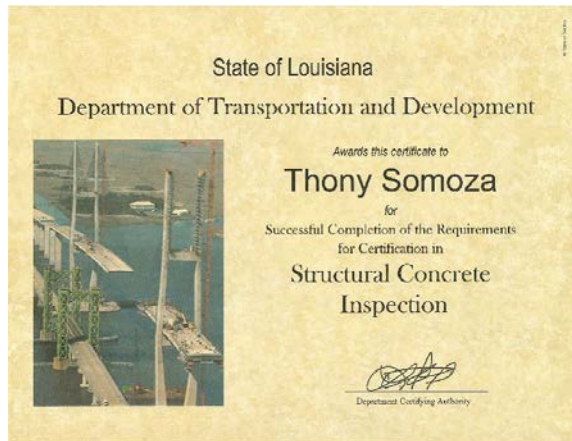 State of Louisiana
Department of Transportation and Development
Awards this certificate to
Thony Somoza
for
Successful Completion of the Requirements
for Certification in
Structural Concrete
Inspection
Department Certifying Authority